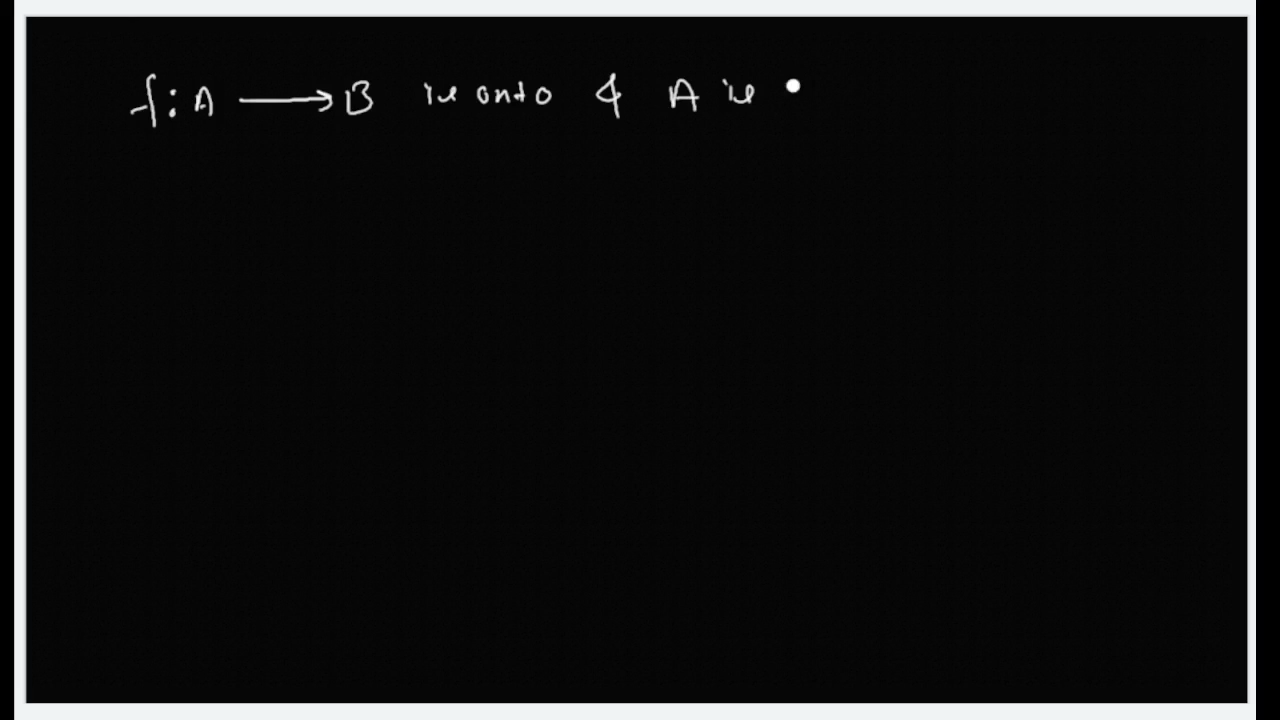 f : A ⟶ B is onto & A is